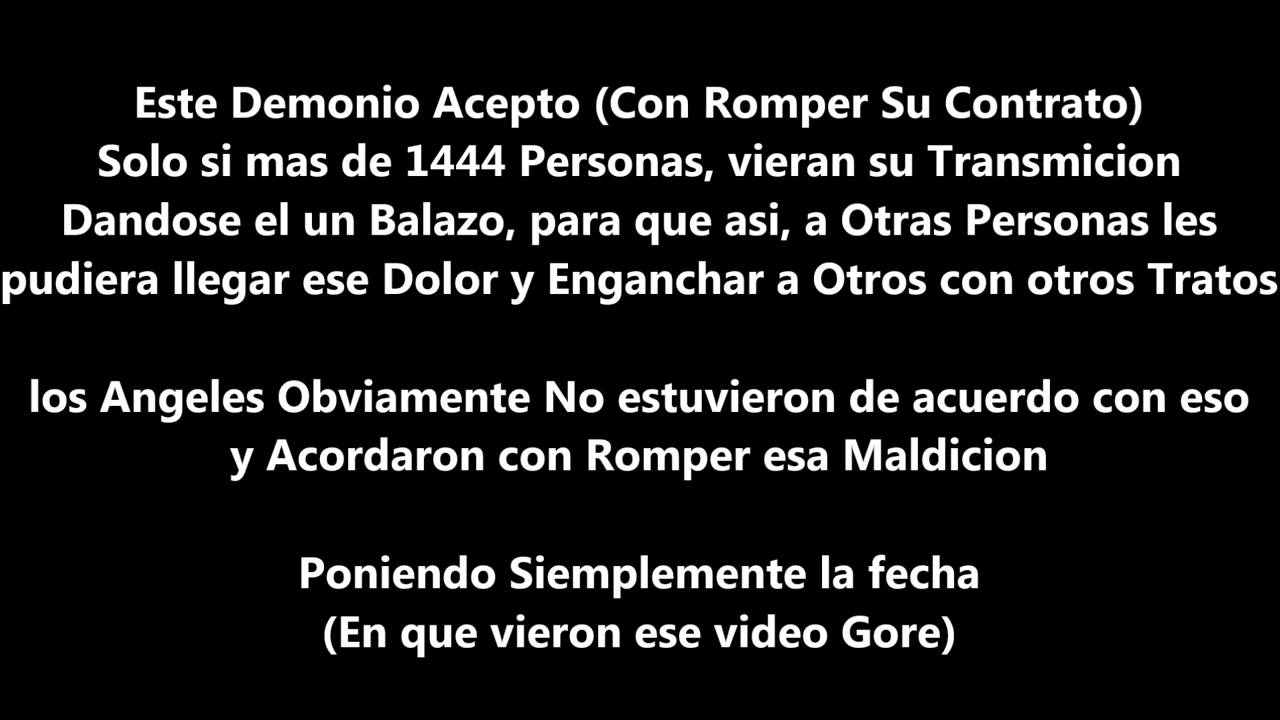 Este Demonio Acepto (Con Romper Su Contrato)
Solo si mas de 1444 Personas, vieran su Transmicion
Dandose el un Balazo, para que asi, a Otras Personas les
pudiera llegar ese Dolor y Enganchar a Otros con otros Tratos
los Angeles Obviamente No estuvieron de acuerdo con eso
y Acordaron con Romper esa Maldicion
Poniendo Siemplemente la fecha
(En que vieron ese video Gore)